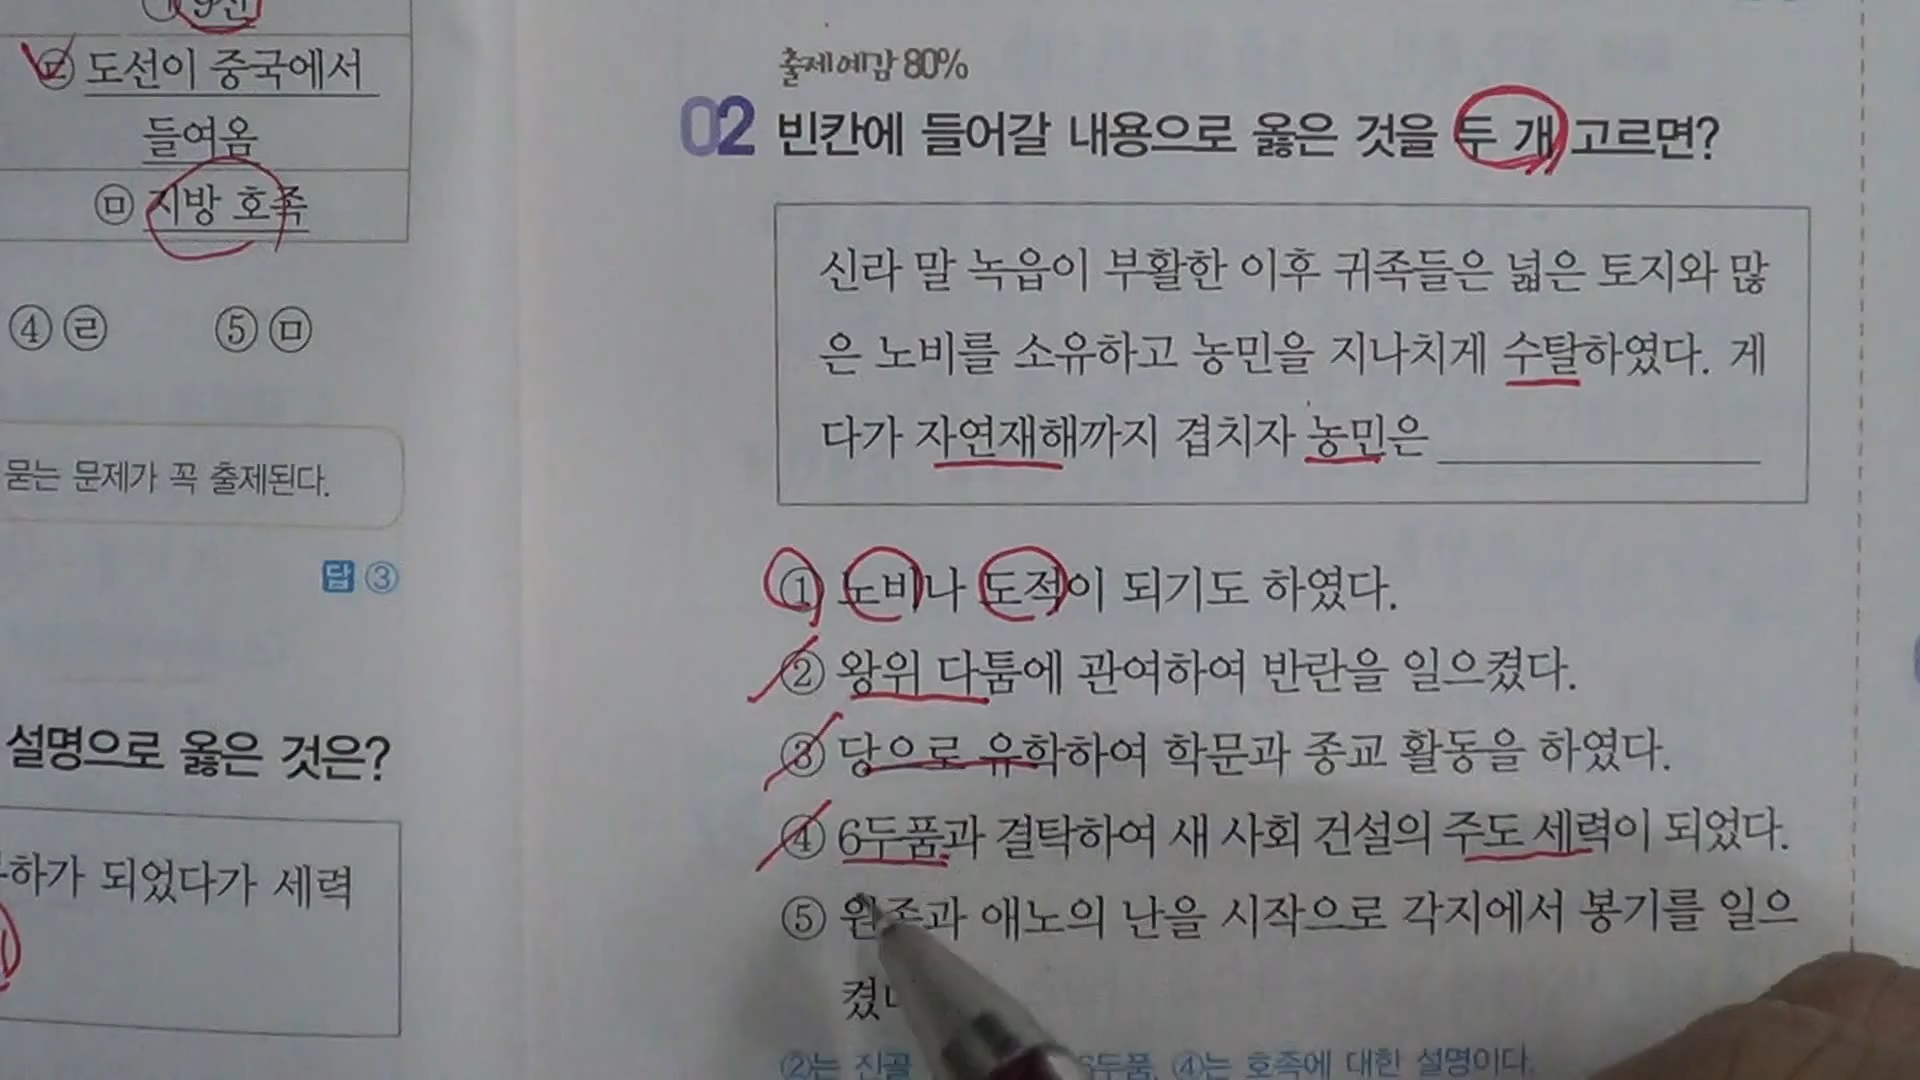 ㉣ 도선이 중국에서
들여옴
㉤ 지방 호족
④ ㉣ ⑤ ㉤
묻는 문제가 꼭 출제된다.
답 ③
설명으로 옳은 것은?
하가 되었다가 세력
출제예감 80%
02 빈칸에 들어갈 내용으로 옳은 것을 두 개 고르면?
신라 말 녹읍이 부활한 이후 귀족들은 넓은 토지와 많
은 노비를 소유하고 농민을 지나치게 수탈하였다. 게
다가 자연재해까지 겹치자 농민은
① 노비나 도적이 되기도 하였다.
② 왕위 다툼에 관여하여 반란을 일으켰다.
③ 당으로 유학하여 학문과 종교 활동을 하였다.
④ 6두품과 결탁하여 새 사회 건설의 주도 세력이 되었다.
⑤ 원종과 애노의 난을 시작으로 각지에서 봉기를 일으
켰
②는 진골 6두품, ④는 호족에 대한 설명이다.